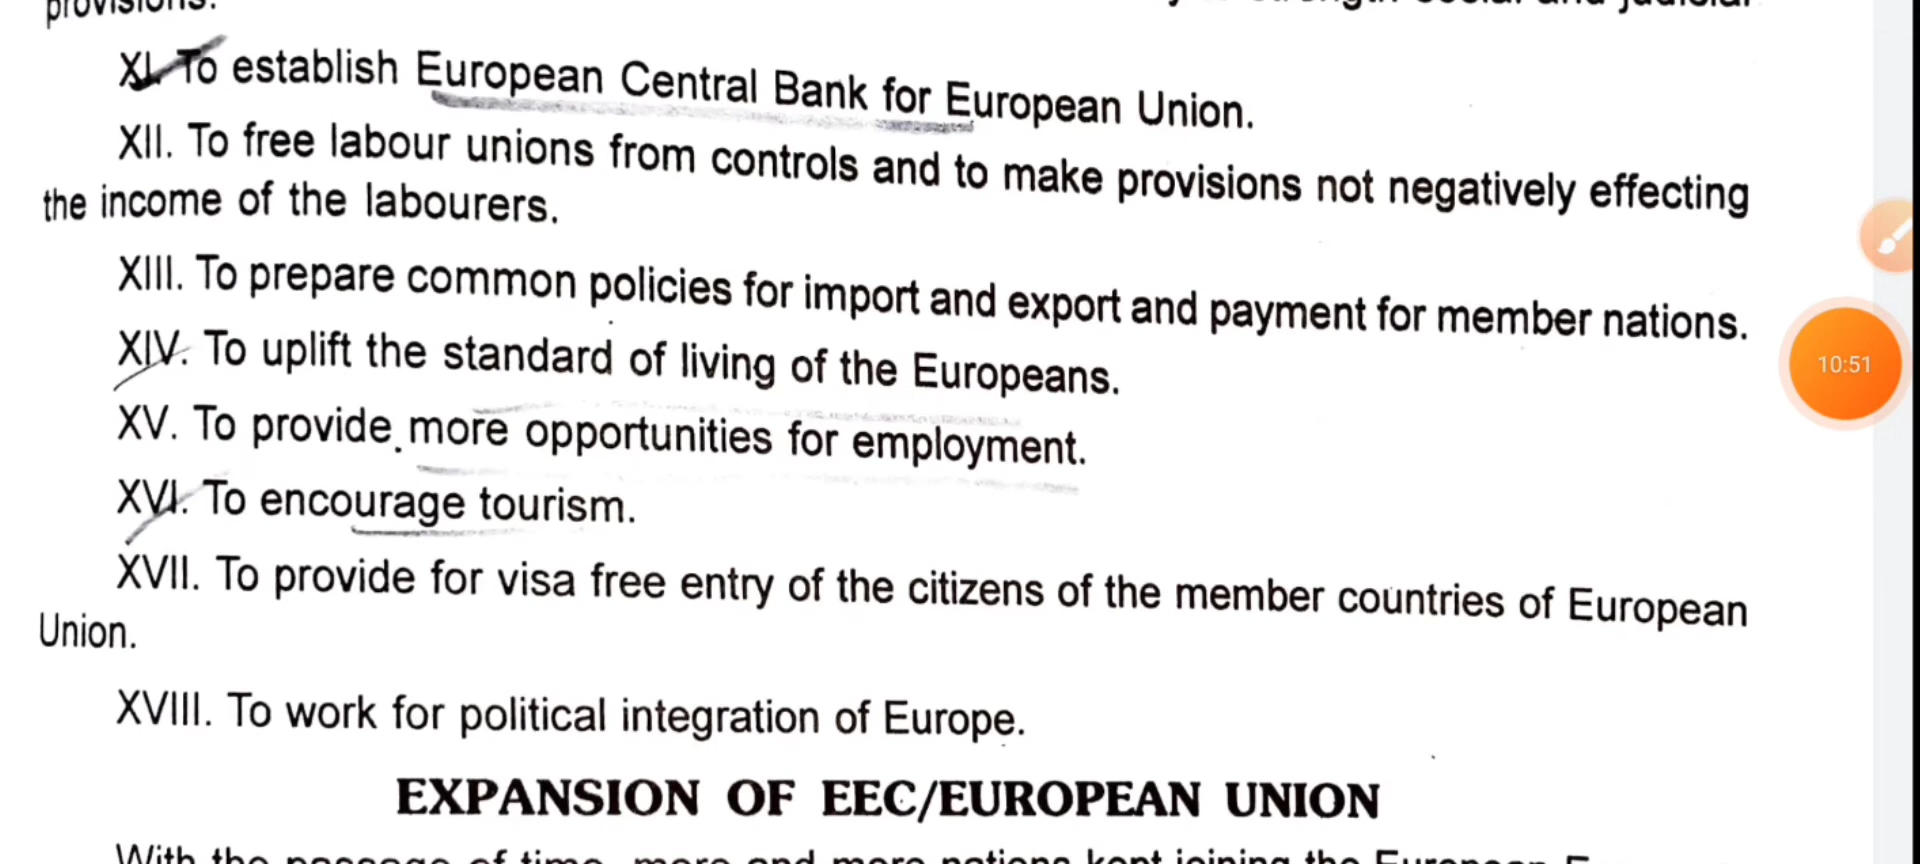 provisions.
XI. To establish European Central Bank for European Union.
XII. To free labour unions from controls and to make provisions not negatively effecting
the income of the labourers.
XIII. To prepare common policies for import and export and payment for member nations.
XIV. To uplift the standard of living of the Europeans.
10:51
XV. To provide more opportunities for employment.
XVI. To encourage tourism.
XVII. To provide for visa free entry of the citizens of the member countries of European
Union.
XVIII. To work for political integration of Europe.
EXPANSION OF EEC/EUROPEAN UNION
With the passage of time, more and more nations kept joining the European